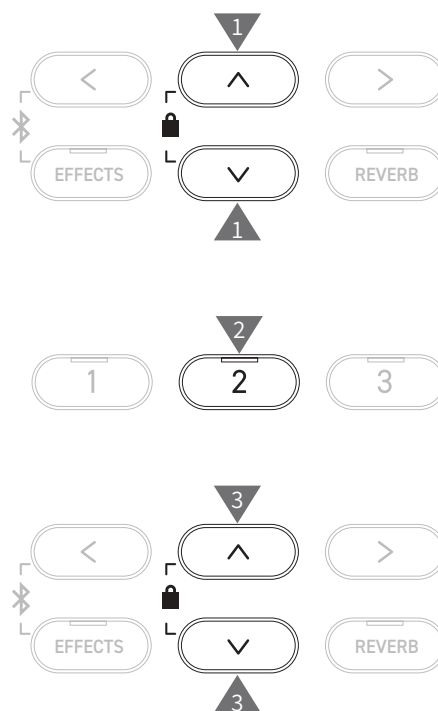 1
< ∧ >
EFFECTS ∨ REVERB
1
2
1 2 3
3
< ∧ >
EFFECTS ∨ REVERB
3